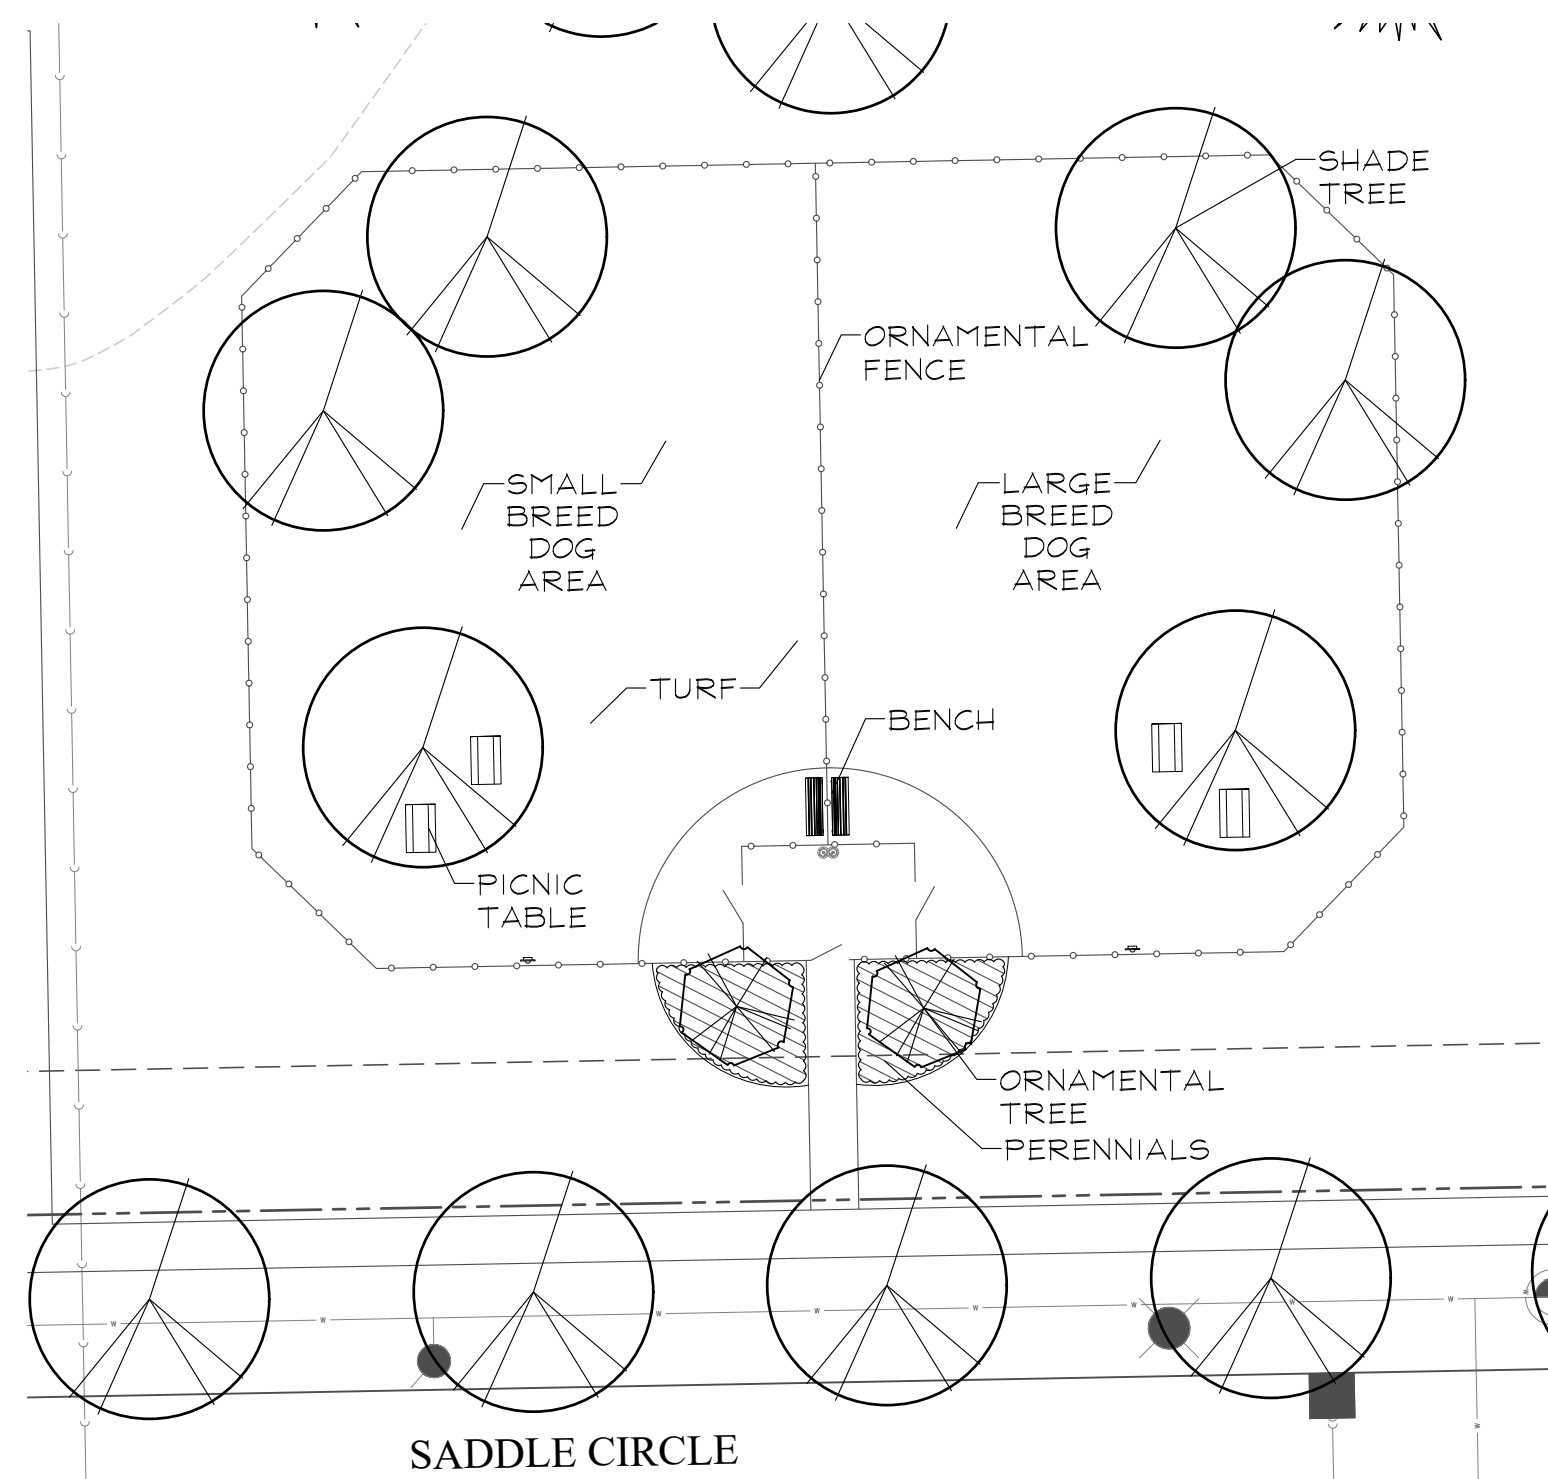 SHADE
TREE
ORNAMENTAL
FENCE
SMALL
BREED
DOG
AREA
LARGE
BREED
DOG
AREA
TURF
BENCH
PICNIC
TABLE
ORNAMENTAL
TREE
PERENNIALS
W
W
W
W
W
W
W
W
W
W
SADDLE CIRCLE